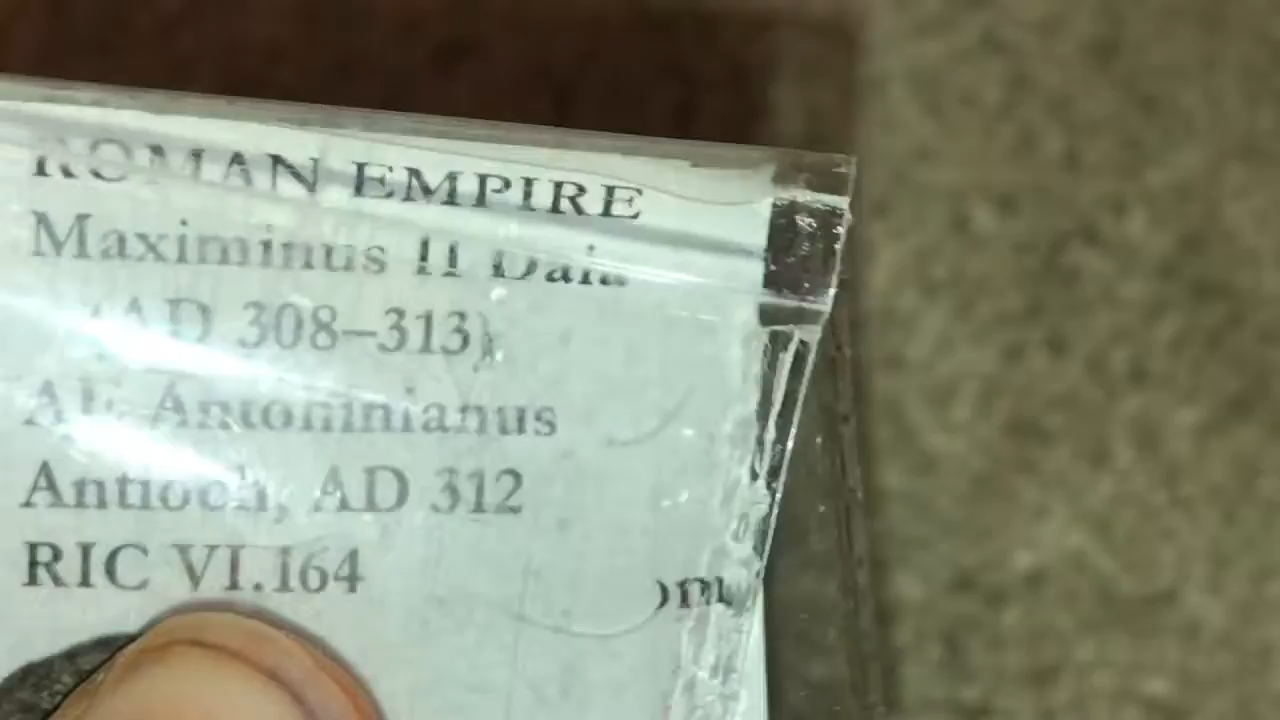 ROMAN EMPIRE
Maximinus II Daia
(AD 308–313)
AE Antoninianus
Antioch, AD 312
RIC VI.164